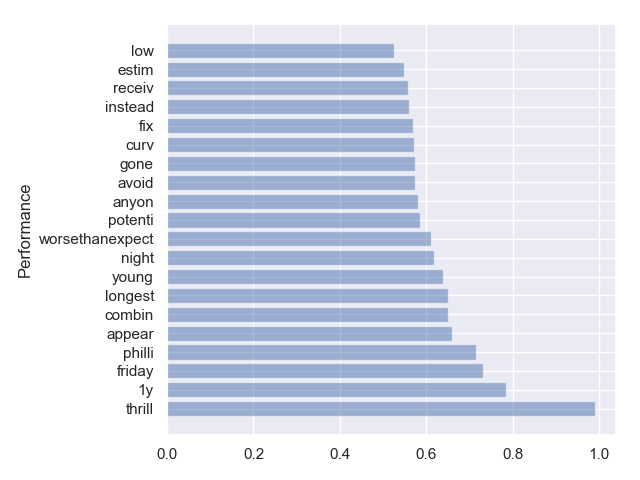 low
estim
receiv
instead
fix
curv
gone
avoid
anyon
potenti
worsethanexpect
night
young
longest
combin
appear
philli
friday
1y
thrill
Performance
0.0 0.2 0.4 0.6 0.8 1.0